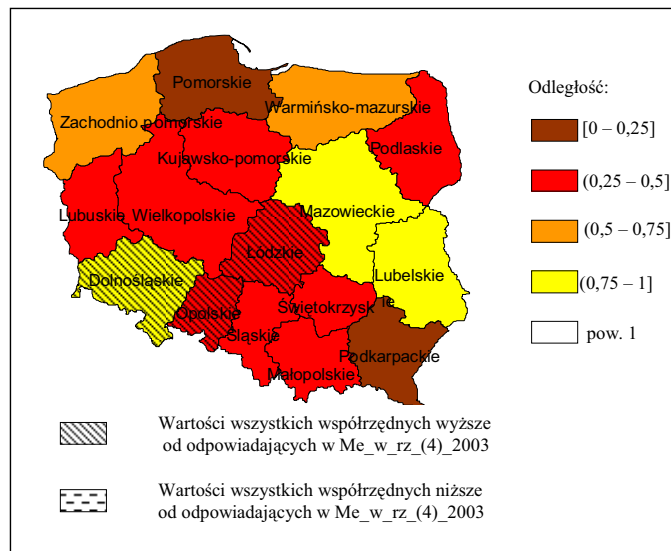 Pomorskie
Warmińsko-mazurskie
Zachodnio pomorskie
Podlaskie
Kujawsko-pomorskie
Lubuskie
Wielkopolskie
Mazowieckie
Łódzkie
Dolnośląskie
Lubelskie
Opolskie
Świętokrzysk
ie
Śląskie
Podkarpackie
Małopolskie
Odległość:
[0 – 0,25]
(0,25 – 0,5]
(0,5 – 0,75]
(0,75 – 1]
pow. 1
Wartości wszystkich współrzędnych wyższe
od odpowiadających w Me_w_rz_(4)_2003
Wartości wszystkich współrzędnych niższe
od odpowiadających w Me_w_rz_(4)_2003